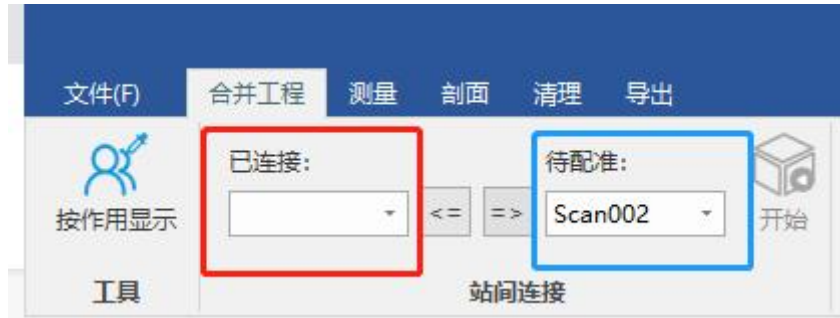 文件(F) 合并工程 测量 剖面 清理 导出
已连接: 待配准:
<= => Scan002
按作用显示 开始
工具 站间连接